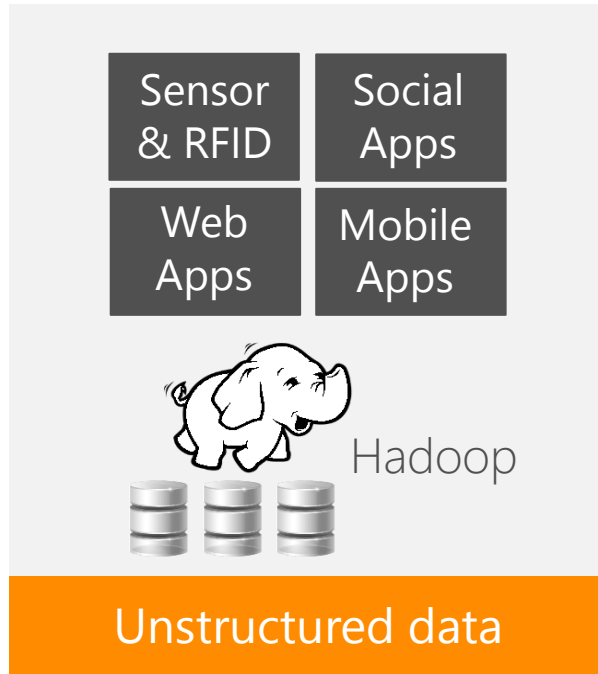 Sensor
& RFID
Social
Apps
Web
Apps
Mobile
Apps
Hadoop
Unstructured data